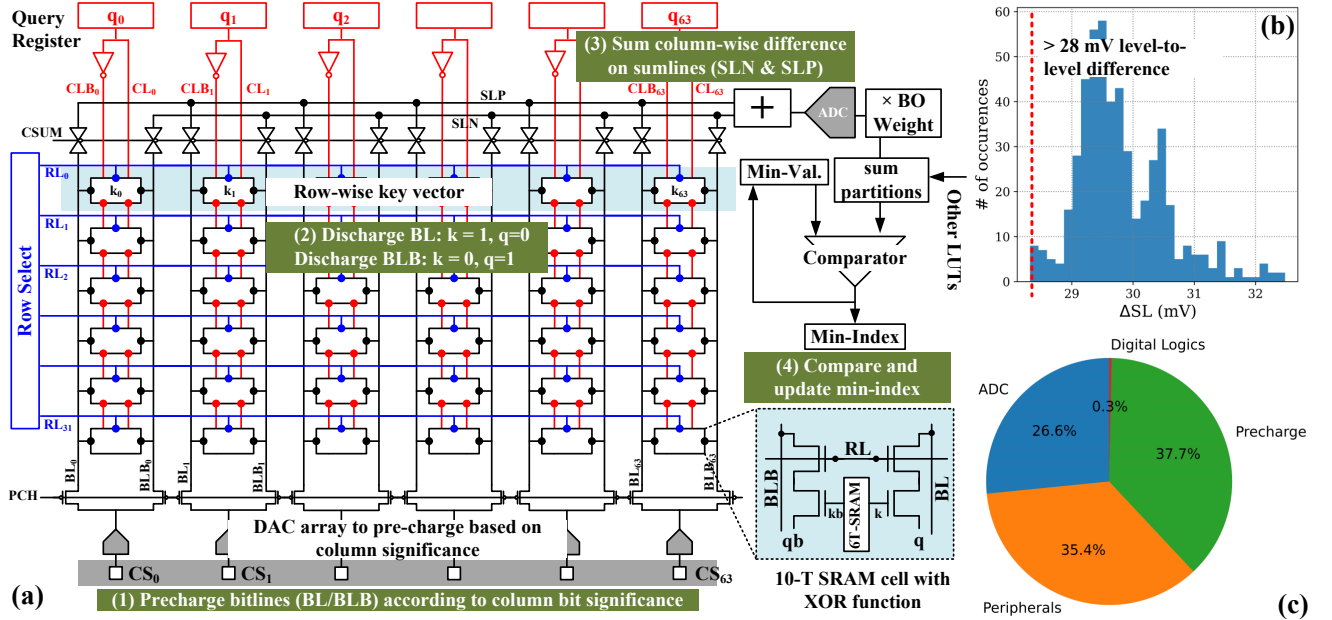 Query
Register
q0
q1
q2
q63
(3) Sum column-wise difference
on sumlines (SLN & SLP)
CLB0
CL0
CLB1
CL1
CLB63
CL63
SLP
SLN
CSUM
+
ADC
× BO
Weight
Min-Val.
sum
partitions
Other LUTs
Comparator
Min-Index
(4) Compare and
update min-index
Row Select
RL0
RL1
RL2
RL31
k0
k1
Row-wise key vector
k63
(2) Discharge BL: k = 1, q=0
Discharge BLB: k = 0, q=1
BL0
BLB0
BL1
BLB1
BL63
BLB63
PCH
DAC array to pre-charge based on
column significance
CS0
CS1
CS63
(a)
(1) Precharge bitlines (BL/BLB) according to column bit significance
RL
BLB
BL
kb
6T-SRAM
k
qb
q
10-T SRAM cell with
XOR function
(b)
> 28 mV level-to-
level difference
# of occurences
60
50
40
30
20
10
0
29
30
31
32
ΔSL (mV)
Digital Logics
0.3%
ADC
26.6%
Precharge
37.7%
35.4%
Peripherals
(c)